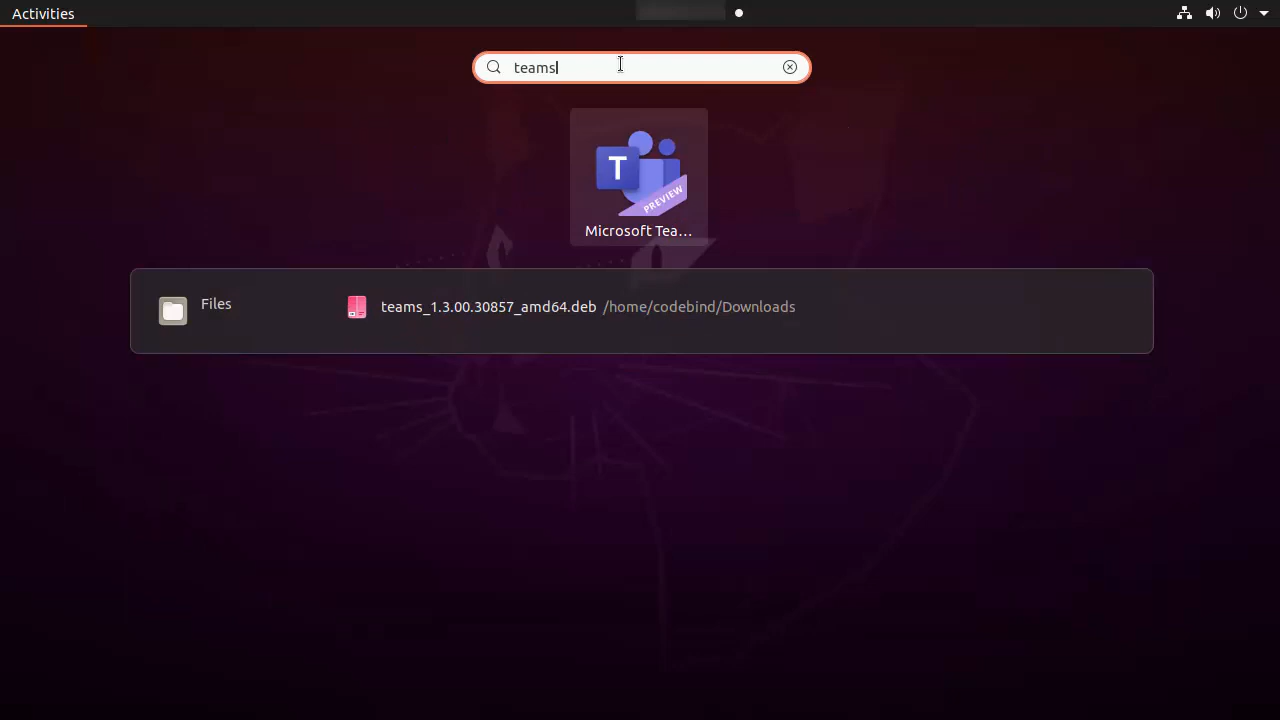 Activities
teams
T
PREVIEW
Microsoft Tea...
Files
teams_1.3.00.30857_amd64.deb /home/codebind/Downloads